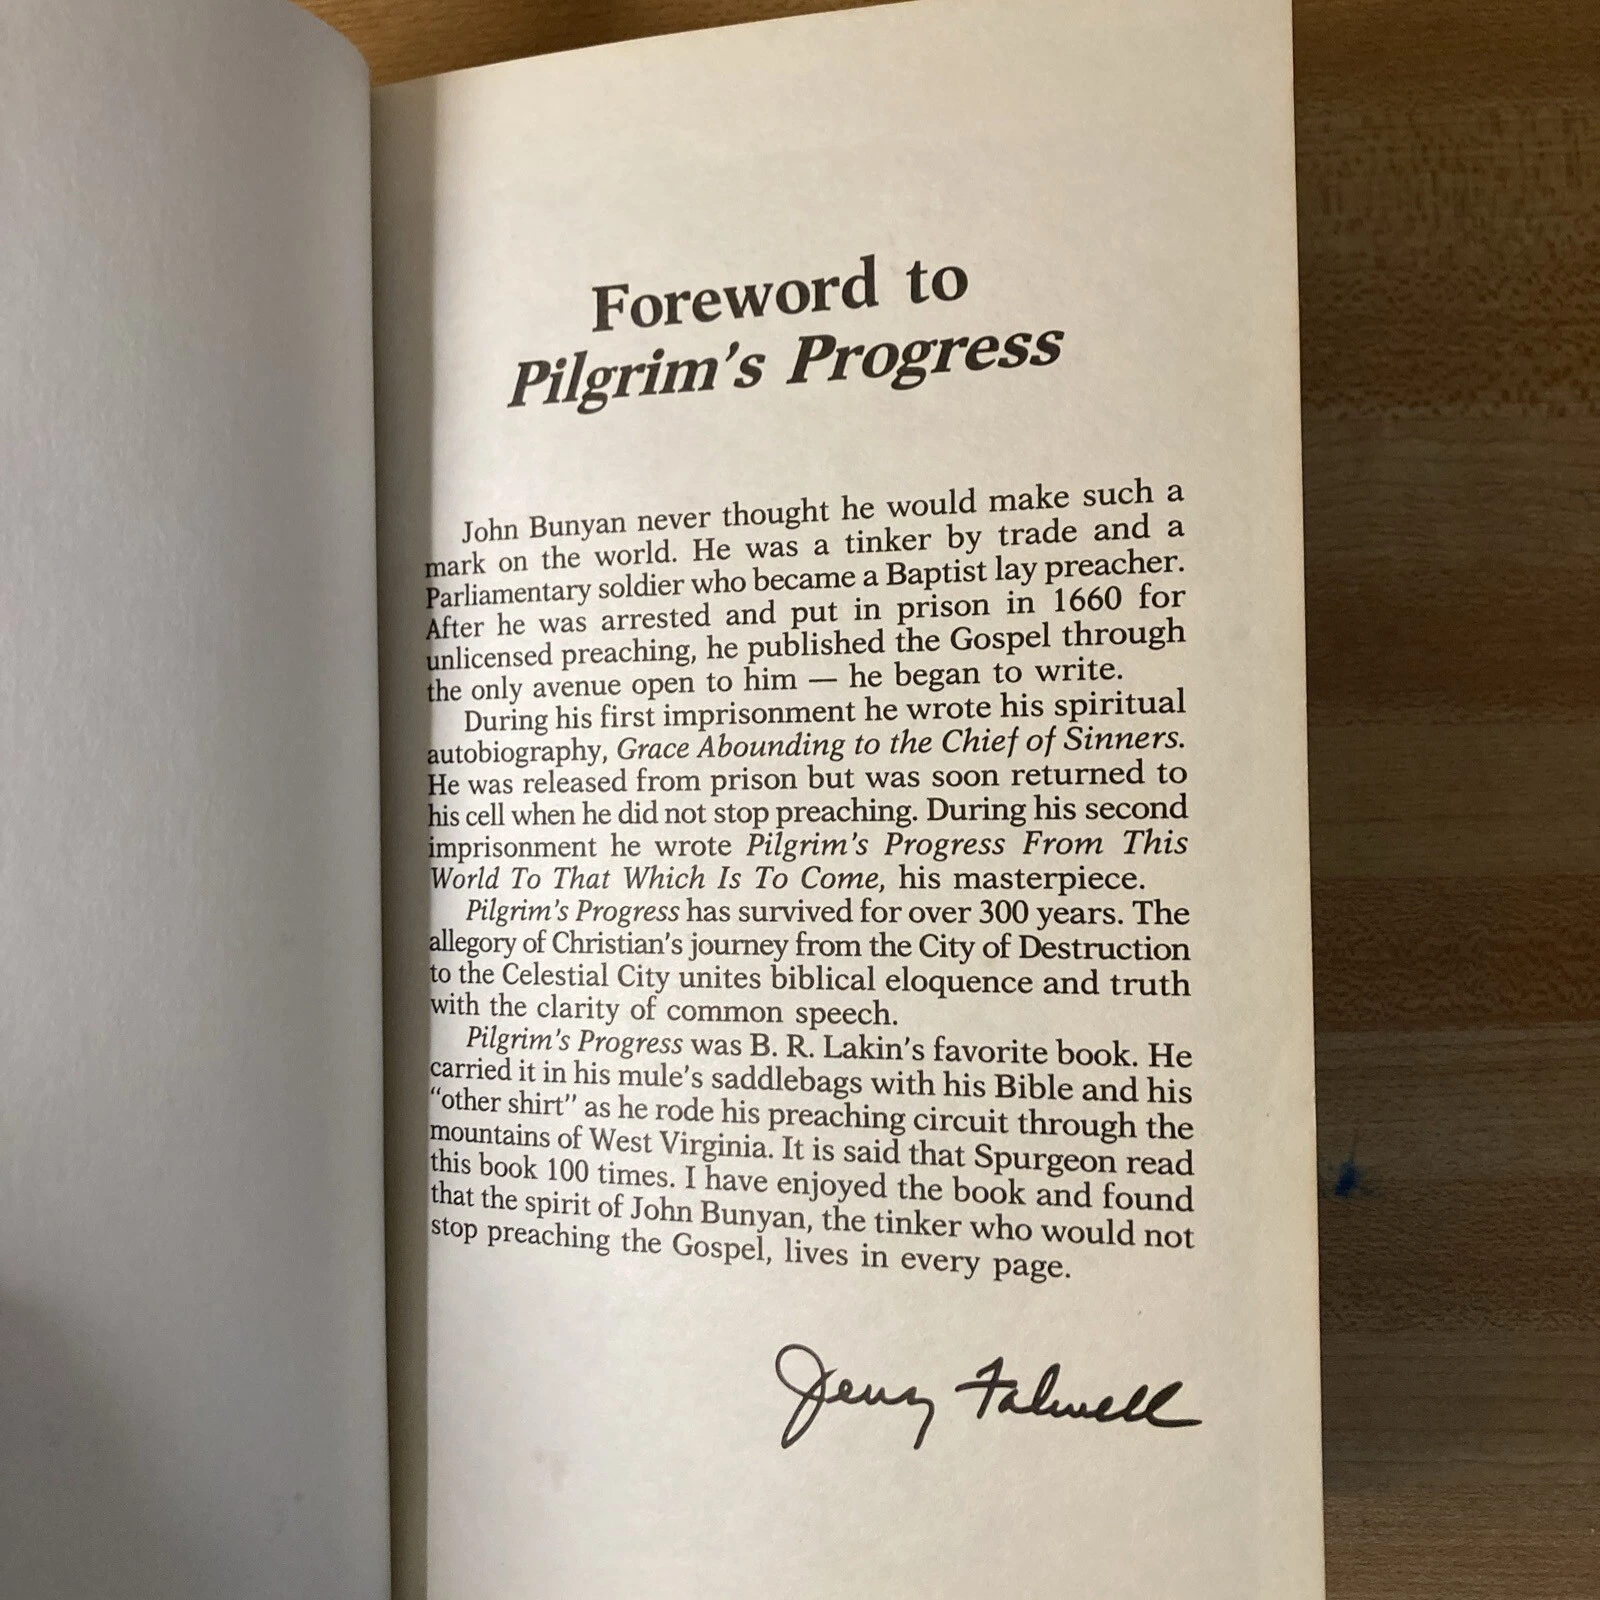 Foreword to
Pilgrim's Progress
John Bunyan never thought he would make such a
mark on the world. He was a tinker by trade and a
Parliamentary soldier who became a Baptist lay preacher.
After he was arrested and put in prison in 1660 for
unlicensed preaching, he published the Gospel through
the only avenue open to him — he began to write.
During his first imprisonment he wrote his spiritual
autobiography, Grace Abounding to the Chief of Sinners.
He was released from prison but was soon returned to
his cell when he did not stop preaching. During his second
imprisonment he wrote Pilgrim's Progress From This
World To That Which Is To Come, his masterpiece.
Pilgrim's Progress has survived for over 300 years. The
allegory of Christian's journey from the City of Destruction
to the Celestial City unites biblical eloquence and truth
with the clarity of common speech.
Pilgrim's Progress was B. R. Lakin's favorite book. He
carried it in his mule's saddlebags with his Bible and his
"other shirt" as he rode his preaching circuit through the
mountains of West Virginia. It is said that Spurgeon read
this book 100 times. I have enjoyed the book and found
that the spirit of John Bunyan, the tinker who would not
stop preaching the Gospel, lives in every page.
Jerry Falwell